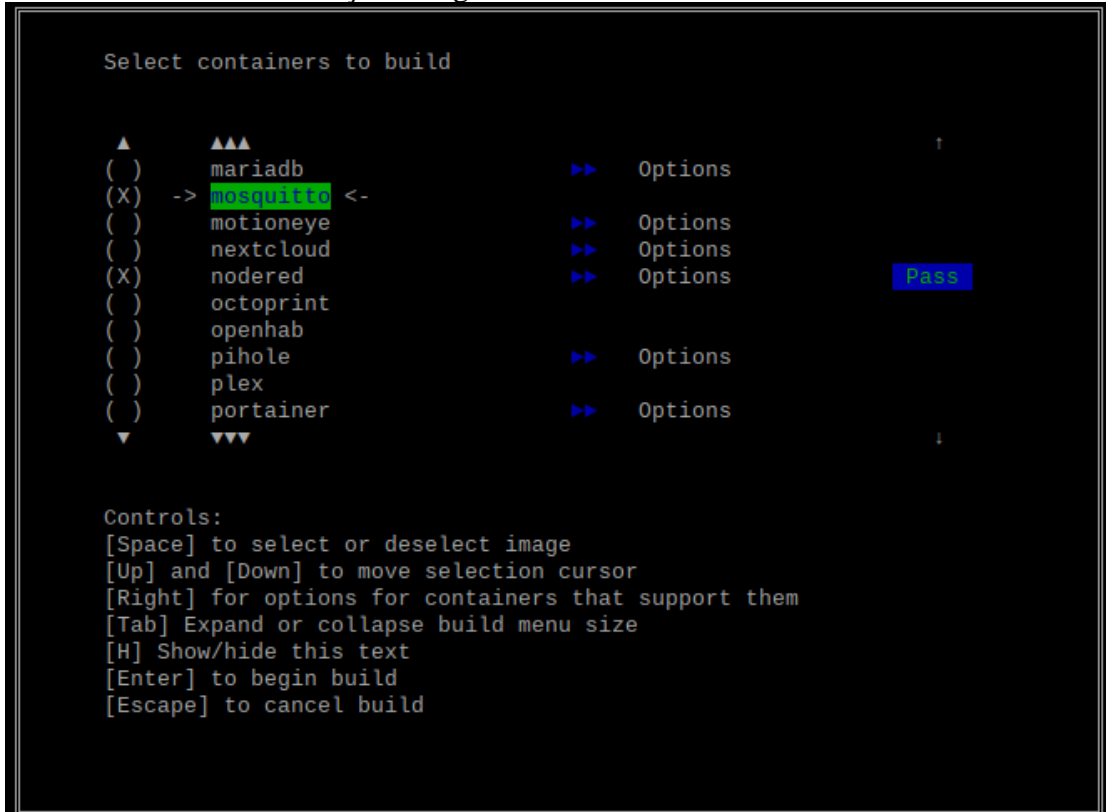 Select containers to build
▲ ▲▲▲ ↑
( ) mariadb ►► Options
(X) -> mosquitto <-
( ) motioneye ►► Options
( ) nextcloud ►► Options
(X) nodered ►► Options Pass
( ) octoprint
( ) openhab
( ) pihole ►► Options
( ) plex
( ) portainer ►► Options
▼ ▼▼▼ ↓
Controls:
[Space] to select or deselect image
[Up] and [Down] to move selection cursor
[Right] for options for containers that support them
[Tab] Expand or collapse build menu size
[H] Show/hide this text
[Enter] to begin build
[Escape] to cancel build